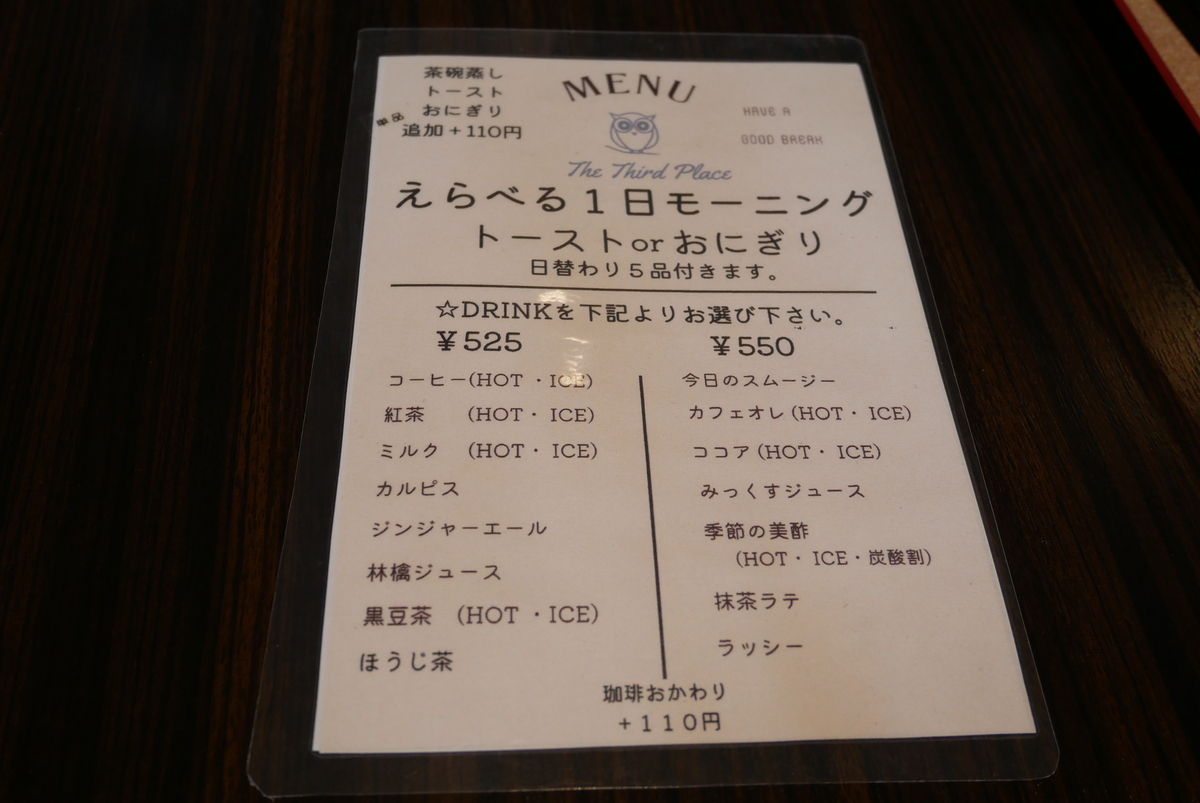 茶碗蒸し
トースト
おにぎり
単品
追加+110円
MENU
HAVE A
GOOD BREAK
The Third Place
えらべる1日モーニング
トーストorおにぎり
日替わり5品付きます。
☆DRINKを下記よりお選び下さい。
¥525
コーヒー(HOT・ICE)
紅茶 (HOT・ICE)
ミルク (HOT・ICE)
カルピス
ジンジャーエール
林檎ジュース
黒豆茶 (HOT・ICE)
ほうじ茶
¥550
今日のスムージー
カフェオレ(HOT・ICE)
ココア(HOT・ICE)
みっくすジュース
季節の美酢
(HOT・ICE・炭酸割)
抹茶ラテ
ラッシー
珈琲おかわり
+110円